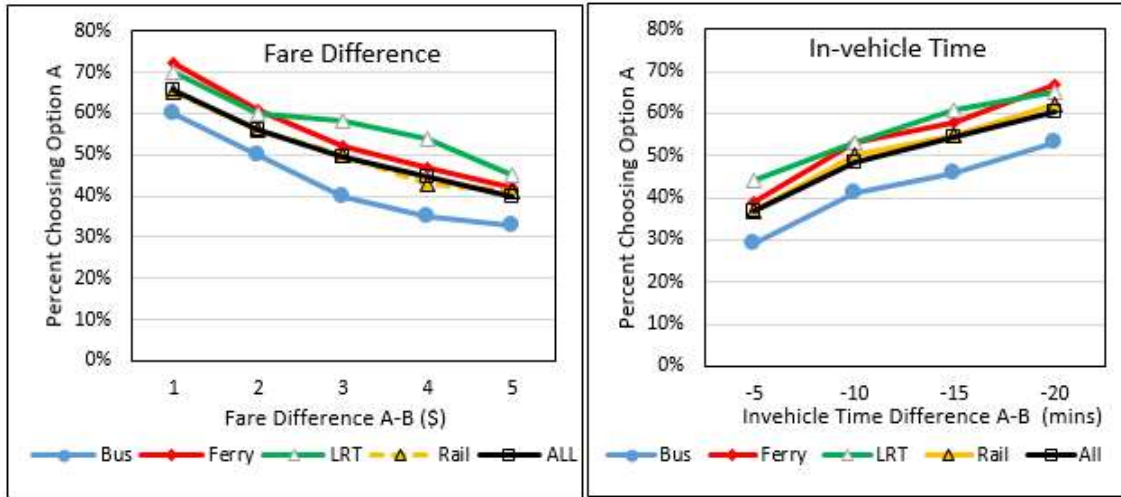 Fare Difference
Percent Choosing Option A
80%
70%
60%
50%
40%
30%
20%
10%
0%
1 2 3 4 5
Fare Difference A-B ($)
Bus Ferry LRT Rail ALL
In-vehicle Time
Percent Choosing Option A
80%
70%
60%
50%
40%
30%
20%
10%
0%
-5 -10 -15 -20
Invehicle Time Difference A-B (mins)
Bus Ferry LRT Rail All